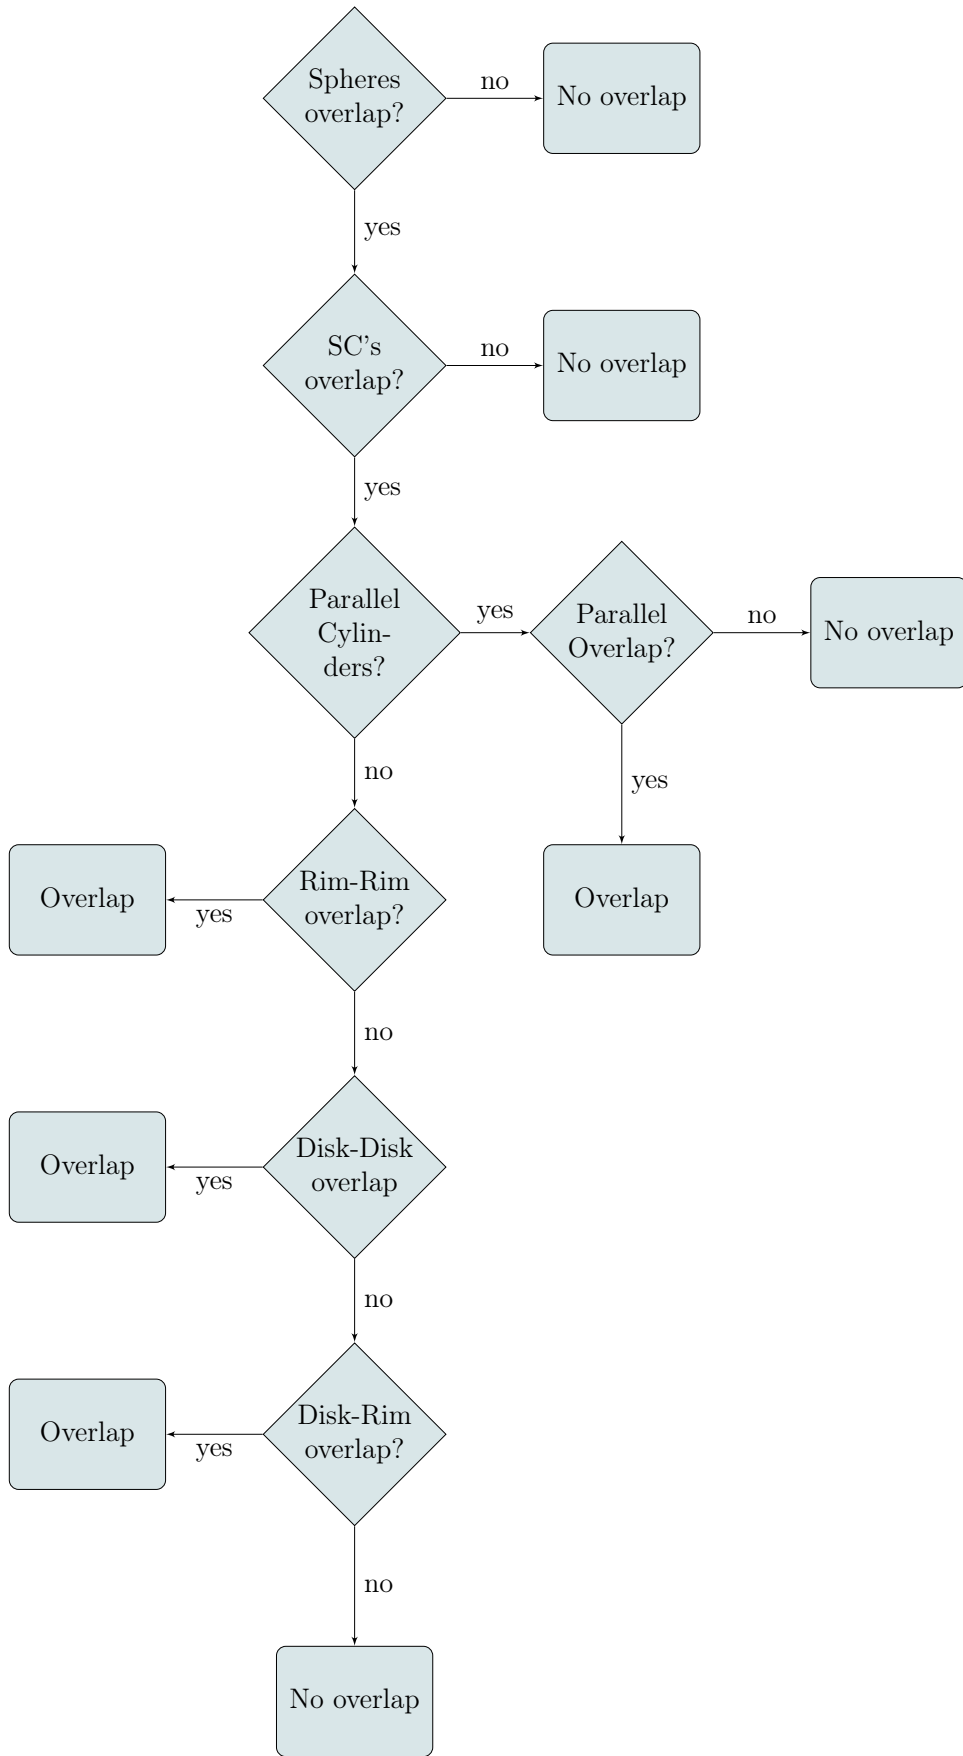 Spheres
overlap?
no
No overlap
yes
SC's
overlap?
no
No overlap
yes
Parallel
Cylin-
ders?
yes
Parallel
Overlap?
no
No overlap
no
yes
Overlap
yes
Rim-Rim
overlap?
Overlap
no
Overlap
yes
Disk-Disk
overlap
no
Overlap
yes
Disk-Rim
overlap?
no
No overlap